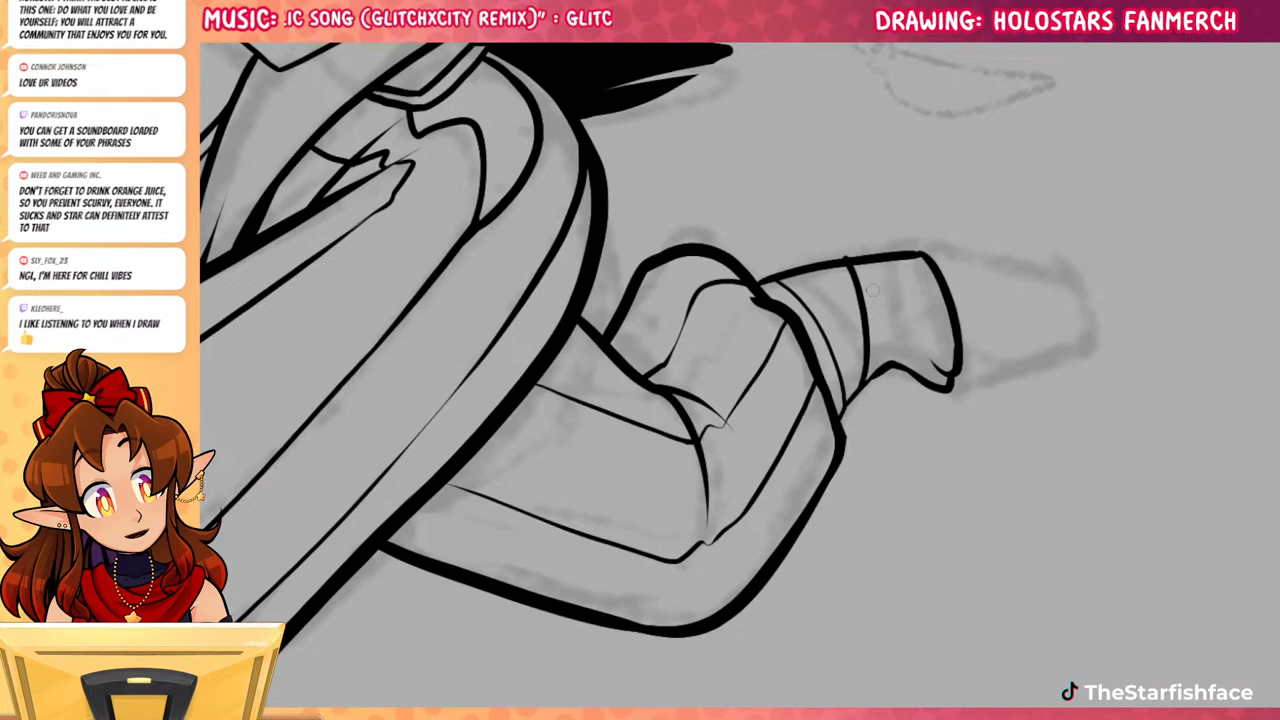 MUSIC: .IC SONG (GLITCHXCITY REMIX)" : GLITC
DRAWING: HOLOSTARS FANMERCH
THIS ONE: DO WHAT YOU LOVE AND BE
YOURSELF; YOU WILL ATTRACT A
COMMUNITY THAT ENJOYS YOU FOR YOU.
CONNOR JOHNSON
LOVE UR VIDEOS
PANDORISNOVA
YOU CAN GET A SOUNDBOARD LOADED
WITH SOME OF YOUR PHRASES
WEEB AND GAMING INC.
DON'T FORGET TO DRINK ORANGE JUICE,
SO YOU PREVENT SCURVY, EVERYONE. IT
SUCKS AND STAR CAN DEFINITELY ATTEST
TO THAT
SLY_FOX_23
NGL, I'M HERE FOR CHILL VIBES
KLEOHERE_
I LIKE LISTENING TO YOU WHEN I DRAW
👍
TheStarfishface